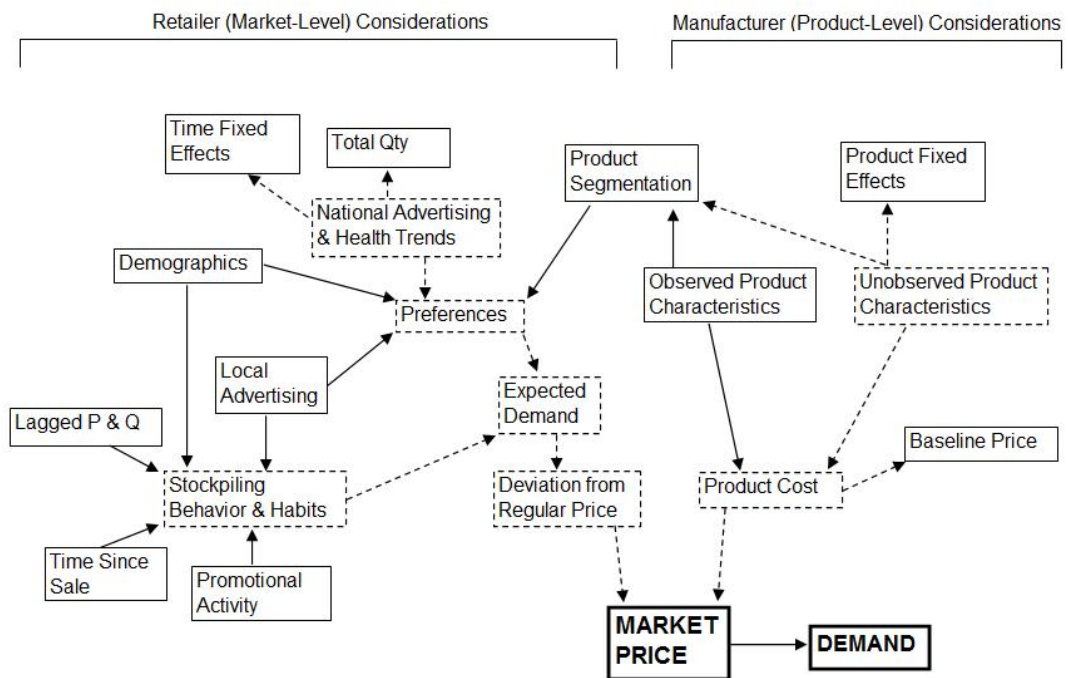 Retailer (Market-Level) Considerations
Manufacturer (Product-Level) Considerations
Time Fixed
Effects
Total Qty
Product
Segmentation
Product Fixed
Effects
National Advertising
& Health Trends
Demographics
Observed Product
Characteristics
Unobserved Product
Characteristics
Preferences
Local
Advertising
Expected
Demand
Lagged P & Q
Baseline Price
Stockpiling
Behavior & Habits
Deviation from
Regular Price
Product Cost
Time Since
Sale
Promotional
Activity
MARKET
PRICE
DEMAND